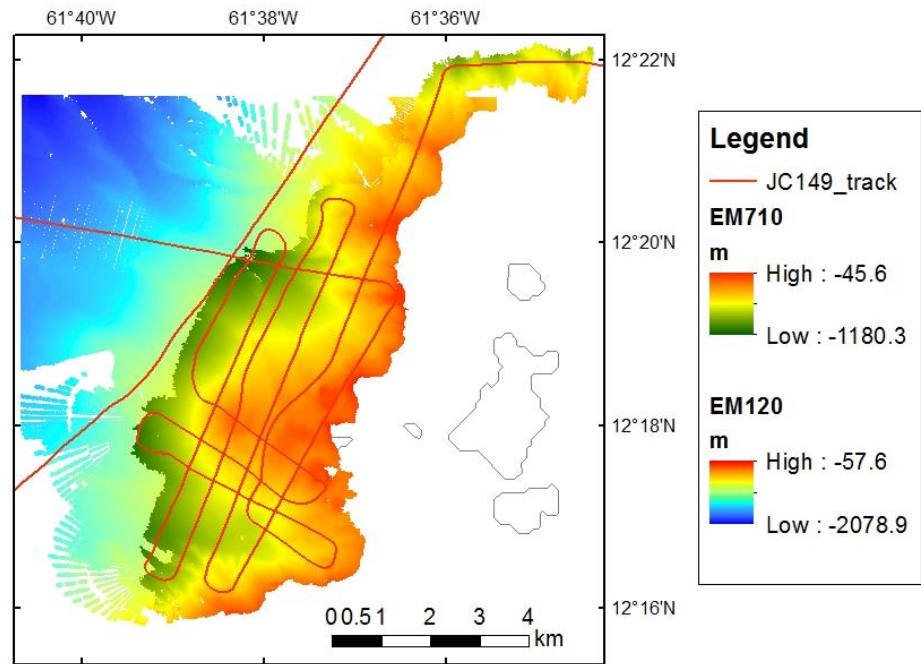 61°40'W 61°38'W 61°36'W
12°22'N
12°20'N
12°18'N
12°16'N
Legend
JC149_track
EM710
m
High : -45.6
Low : -1180.3
EM120
m
High : -57.6
Low : -2078.9
0 0.5 1 2 3 4
km